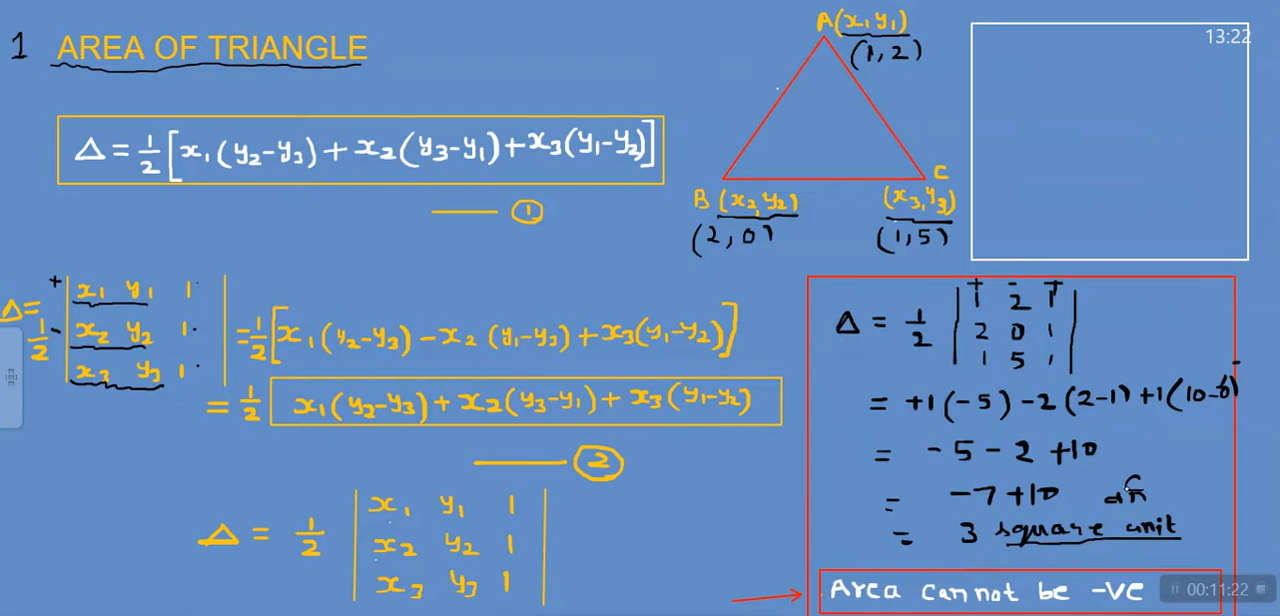 1 AREA OF TRIANGLE
Δ = 1/2 [x₁(y₂-y₃) + x₂(y₃-y₁) + x₃(y₁-y₂)]
①
A(x₁y₁)
(1,2)
B (x₂,y₂)
(2,0)
C
(x₃,y₃)
(1,5)
13:22
Δ = 1/2 | x₁ y₁ 1 | = 1/2 [x₁(y₂-y₃) - x₂ (y₁-y₃) + x₃(y₁-y₂)]
+
- x₂ y₂ 1
x₃ y₃ 1
= 1/2 x₁(y₂-y₃) + x₂(y₃-y₁) + x₃(y₁-y₂)
②
Δ = 1/2 | x₁ y₁ 1 |
x₂ y₂ 1
x₃ y₃ 1
+ - +
Δ = 1/2 | 1 2 1 |
2 0 1
1 5 1
= +1(-5) -2(2-1) +1(10-0)
= -5 -2 +10
= -7+10
= 3 square unit
Area cannot be -ve
00:11:22